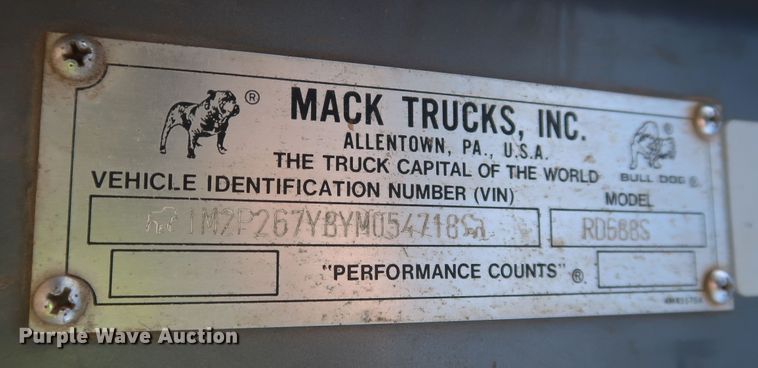 MACK TRUCKS, INC.
ALLENTOWN, PA., U.S.A.
THE TRUCK CAPITAL OF THE WORLD
BULL DOG ®
®
VEHICLE IDENTIFICATION NUMBER (VIN)
MODEL
1M2P267Y8YM054718
RD688S
"PERFORMANCE COUNTS" ®
Purple Wave Auction